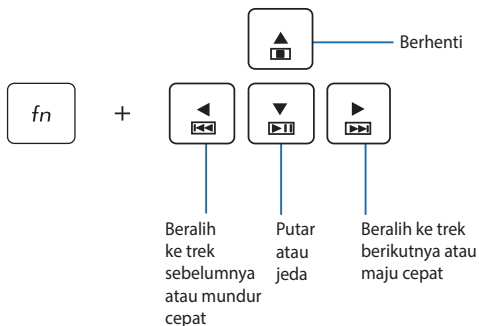 Berhenti
fn +
Beralih
ke trek
sebelumnya
atau mundur
cepat
Putar
atau
jeda
Beralih ke trek
berikutnya atau
maju cepat